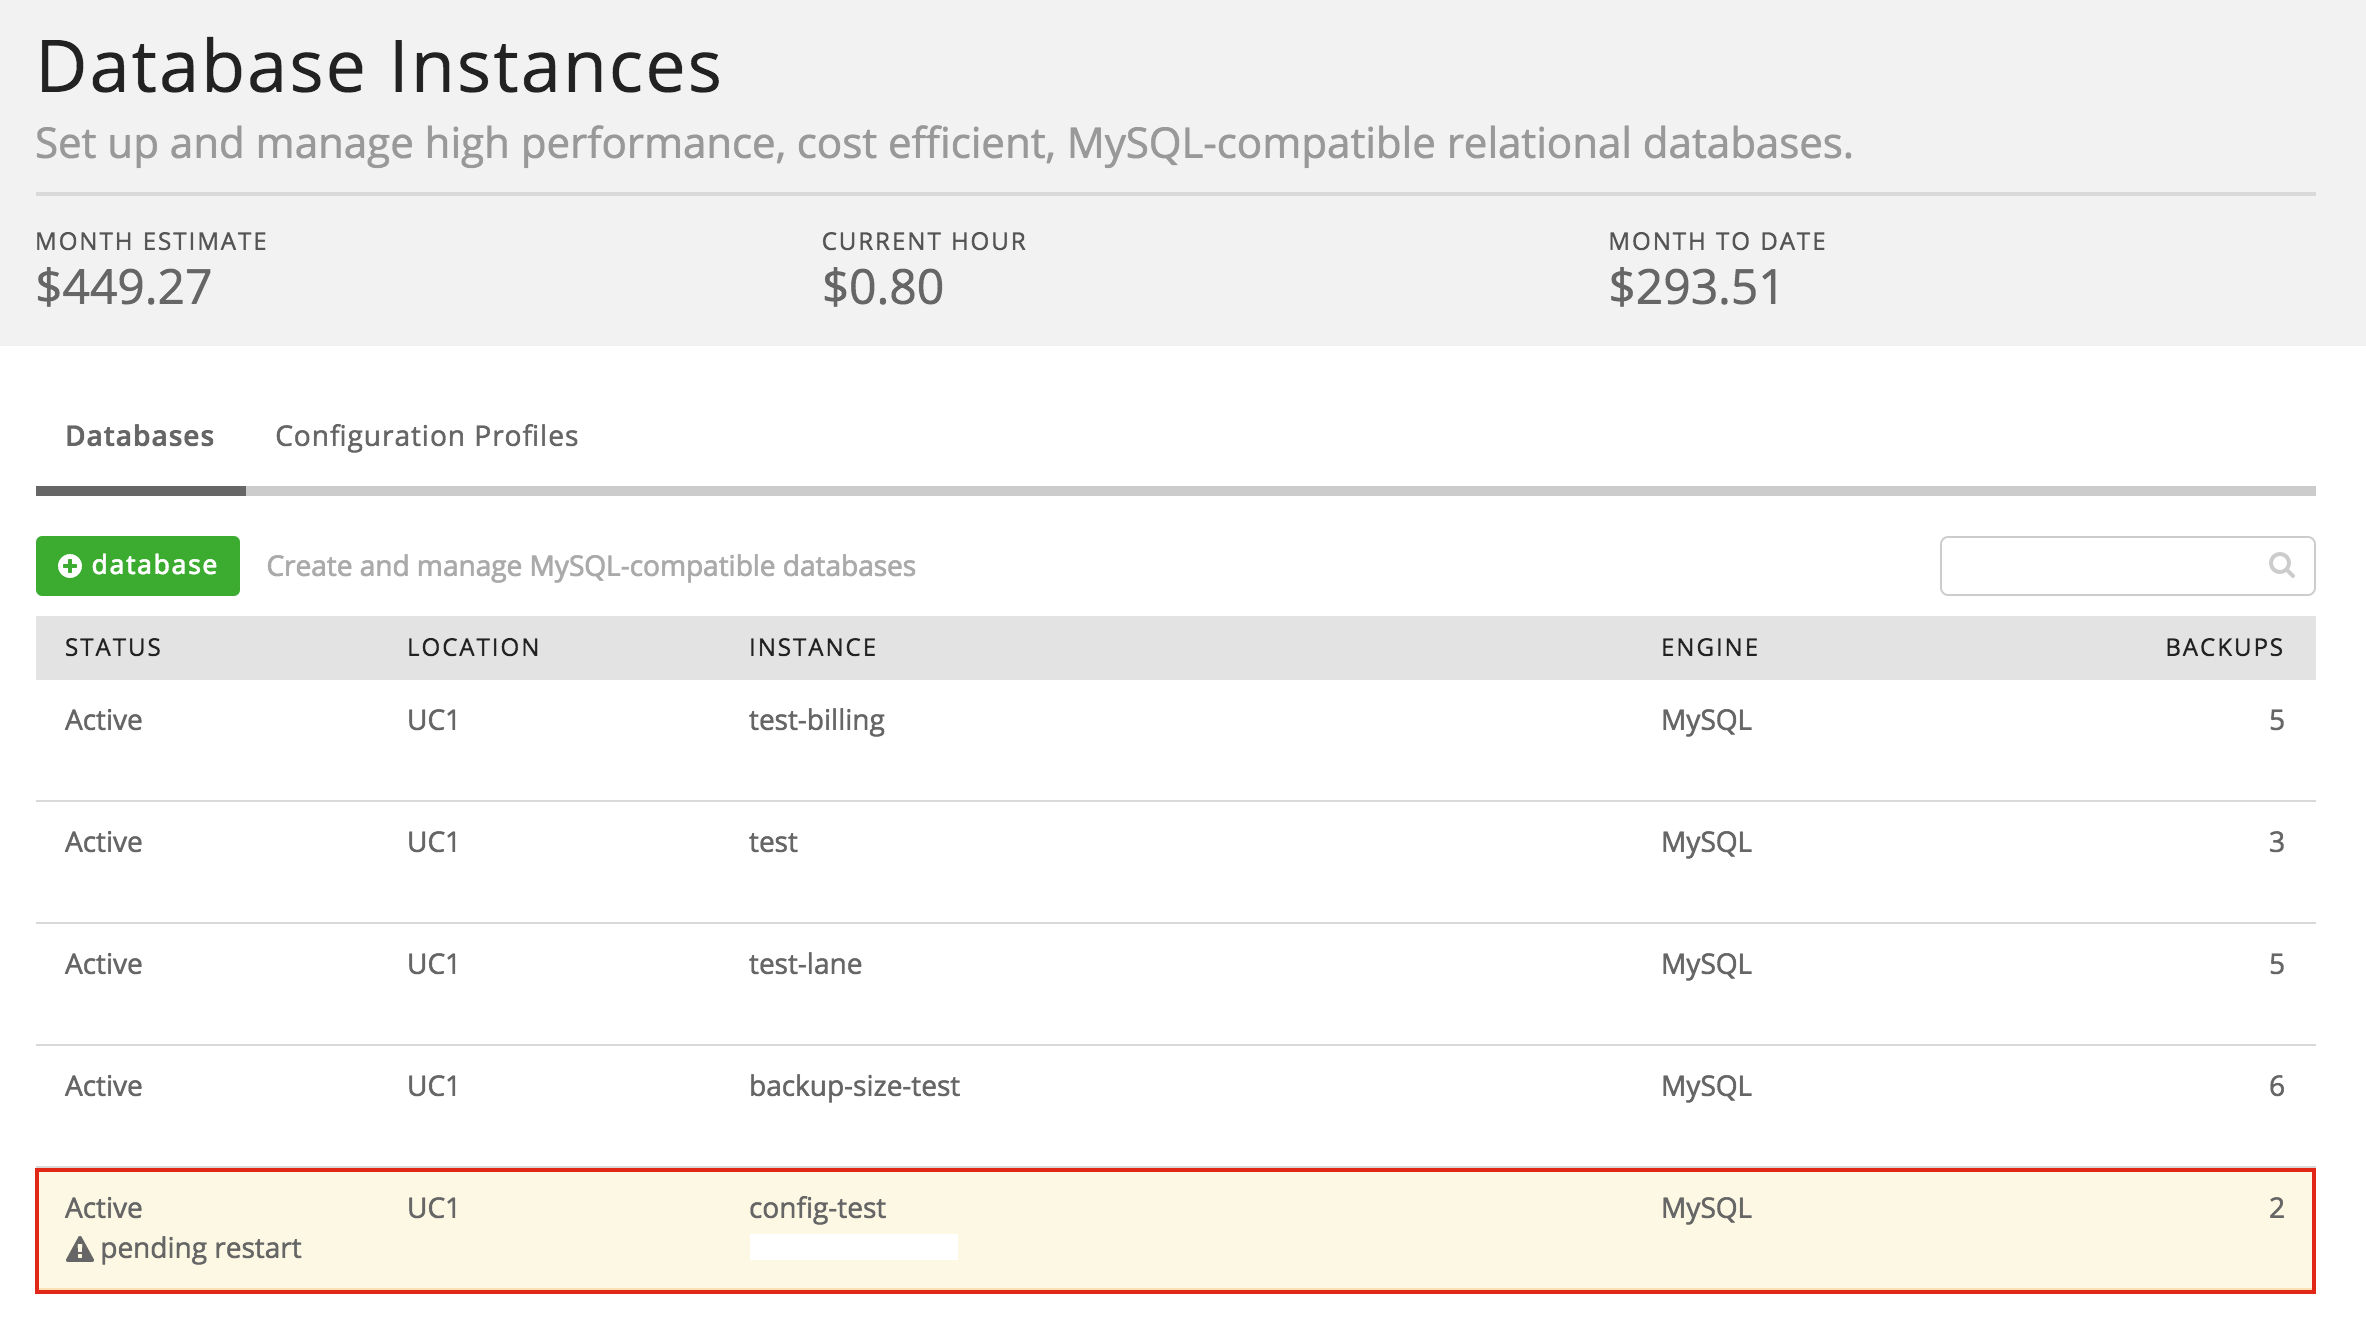 Database Instances
Set up and manage high performance, cost efficient, MySQL-compatible relational databases.
MONTH ESTIMATE CURRENT HOUR MONTH TO DATE
$449.27 $0.80 $293.51
Databases Configuration Profiles
database Create and manage MySQL-compatible databases
STATUS LOCATION INSTANCE ENGINE BACKUPS
Active UC1 test-billing MySQL 5
Active UC1 test MySQL 3
Active UC1 test-lane MySQL 5
Active UC1 backup-size-test MySQL 6
Active UC1 config-test MySQL 2
pending restart